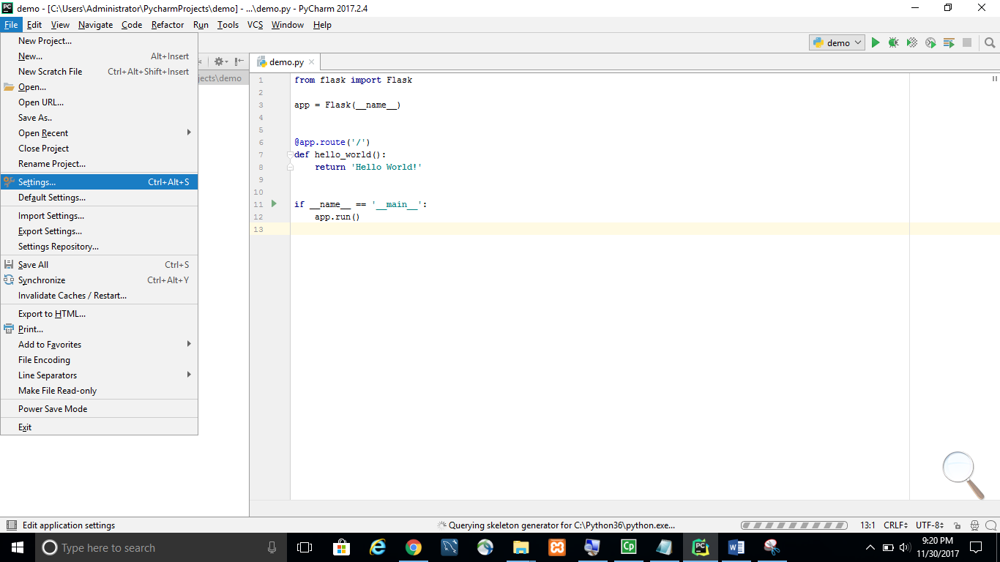 demo - [C:\Users\Administrator\PycharmProjects\demo] - ...\demo.py - PyCharm 2017.2.4
File Edit View Navigate Code Refactor Run Tools VCS Window Help
demo
New Project...
New... Alt+Insert
New Scratch File Ctrl+Alt+Shift+Insert
Open...
Open URL...
Save As..
Open Recent
Close Project
Rename Project...
Settings... Ctrl+Alt+S
Default Settings...
Import Settings...
Export Settings...
Settings Repository...
Save All Ctrl+S
Synchronize Ctrl+Alt+Y
Invalidate Caches / Restart...
Export to HTML...
Print...
Add to Favorites
File Encoding
Line Separators
Make File Read-only
Power Save Mode
Exit
jects\demo
demo.py
1 from flask import Flask
2
3 app = Flask(__name__)
4
5
6 @app.route('/')
7 def hello_world():
8 return 'Hello World!'
9
10
11 if __name__ == '__main__':
12 app.run()
13
Edit application settings Querying skeleton generator for C:\Python36\python.exe... 13:1 CRLF UTF-8
Type here to search
9:20 PM
11/30/2017